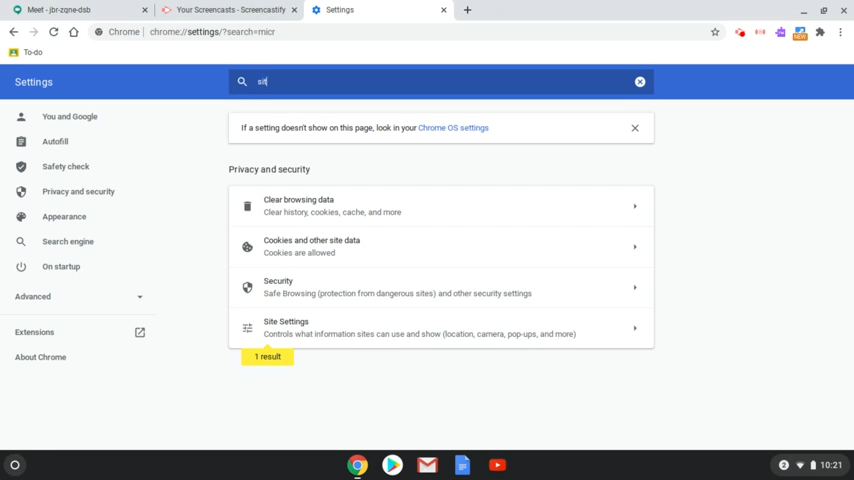 Meet - jbr-zqne-dsb
Your Screencasts - Screencastify
Settings
Chrome | chrome://settings/?search=micr
NEW
To-do
Settings
sit
If a setting doesn't show on this page, look in your Chrome OS settings
You and Google
Autofill
Safety check
Privacy and security
Appearance
Search engine
On startup
Advanced
Extensions
About Chrome
Privacy and security
Clear browsing data
Clear history, cookies, cache, and more
Cookies and other site data
Cookies are allowed
Security
Safe Browsing (protection from dangerous sites) and other security settings
Site Settings
Controls what information sites can use and show (location, camera, pop-ups, and more)
1 result
2 10:21